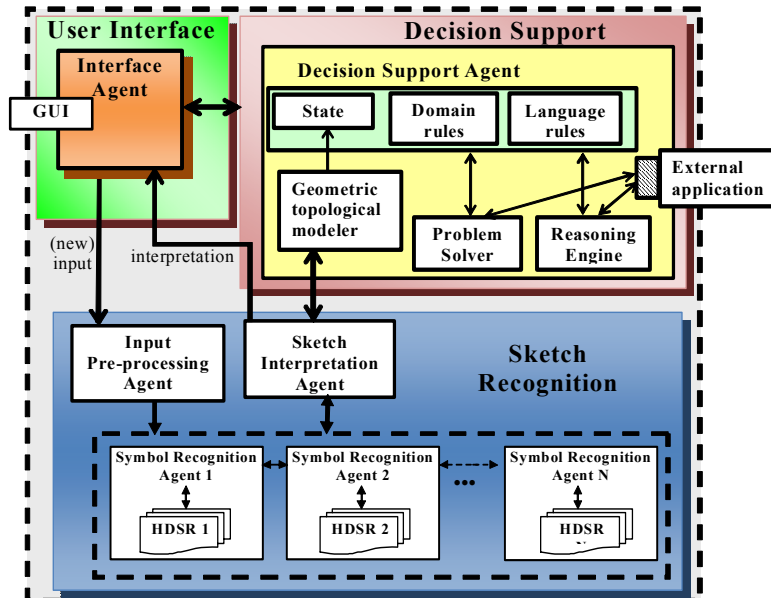 User Interface
Decision Support
Interface
Agent
GUI
Decision Support Agent
State
Domain
rules
Language
rules
External
application
Geometric
topological
modeler
Problem
Solver
Reasoning
Engine
(new)
input
interpretation
Input
Pre-processing
Agent
Sketch
Interpretation
Agent
Sketch
Recognition
Symbol Recognition
Agent 1
Symbol Recognition
Agent 2
...
Symbol Recognition
Agent N
HDSR 1
HDSR 2
HDSR